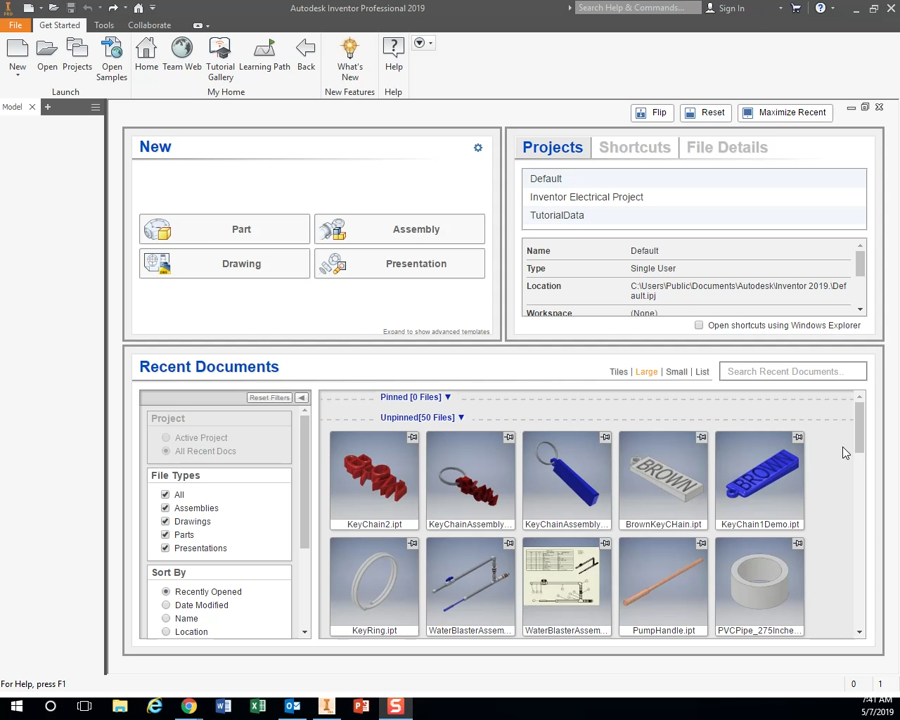 Autodesk Inventor Professional 2019
Search Help & Commands...
Sign In
File
Get Started
Tools
Collaborate
New
Open
Projects
Open Samples
Home
Team Web
Tutorial Gallery
Learning Path
Back
What's New
Help
Launch
My Home
New Features
Help
Model
Flip
Reset
Maximize Recent
New
Part
Assembly
Drawing
Presentation
Expand to show advanced templates
Projects
Shortcuts
File Details
Default
Inventor Electrical Project
TutorialData
Name Default
Type Single User
Location C:\Users\Public\Documents\Autodesk\Inventor 2019.\Def
ault.ipj
Workspace (None)
Open shortcuts using Windows Explorer
Recent Documents
Tiles | Large | Small | List
Search Recent Documents..
Reset Filters
Project
Active Project
All Recent Docs
File Types
All
Assemblies
Drawings
Parts
Presentations
Sort By
Recently Opened
Date Modified
Name
Location
Pinned [0 Files]
Unpinned[50 Files]
BROWN
BROWN
KeyChain2.ipt
KeyChainAssembly...
KeyChainAssembly...
BrownKeyCHain.ipt
KeyChain1Demo.ipt
KeyRing.ipt
WaterBlasterAssem...
WaterBlasterAssem...
PumpHandle.ipt
PVCPipe_275Inche...
For Help, press F1
0 1
7:41 AM
5/7/2019